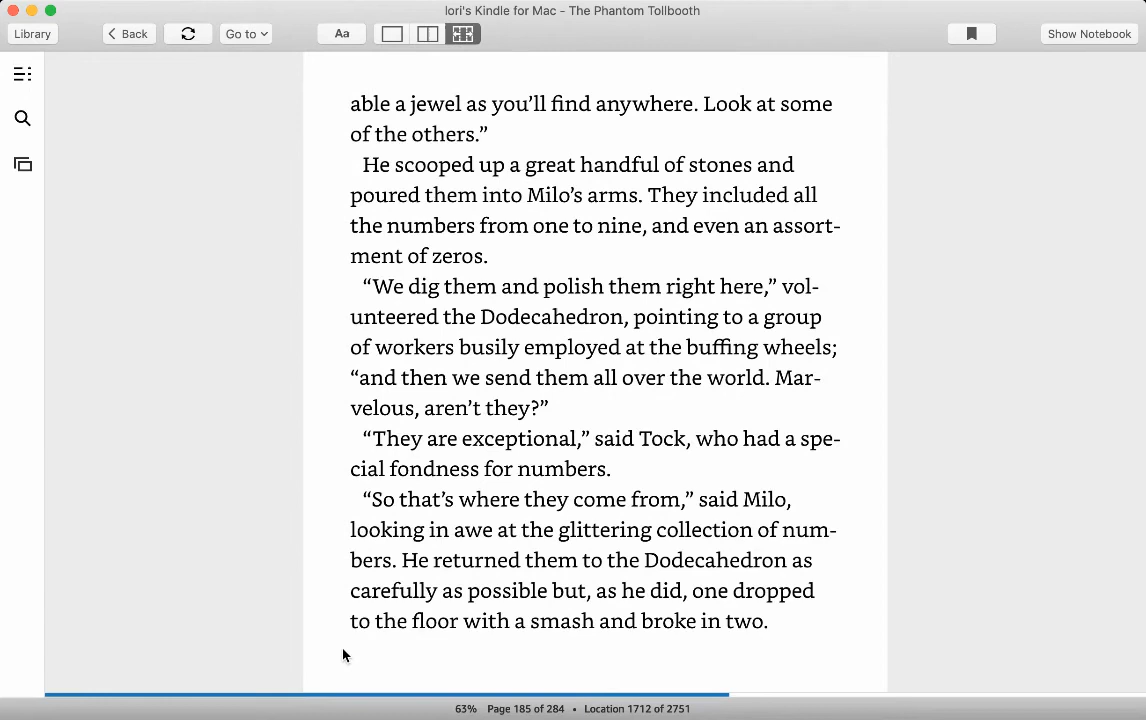 lori's Kindle for Mac - The Phantom Tollbooth
Library
Back
Go to
Aa
Show Notebook
able a jewel as you’ll find anywhere. Look at some
of the others.”
He scooped up a great handful of stones and
poured them into Milo’s arms. They included all
the numbers from one to nine, and even an assort-
ment of zeros.
“We dig them and polish them right here,” vol-
unteered the Dodecahedron, pointing to a group
of workers busily employed at the buffing wheels;
“and then we send them all over the world. Mar-
velous, aren’t they?”
“They are exceptional,” said Tock, who had a spe-
cial fondness for numbers.
“So that’s where they come from,” said Milo,
looking in awe at the glittering collection of num-
bers. He returned them to the Dodecahedron as
carefully as possible but, as he did, one dropped
to the floor with a smash and broke in two.
63% Page 185 of 284 • Location 1712 of 2751